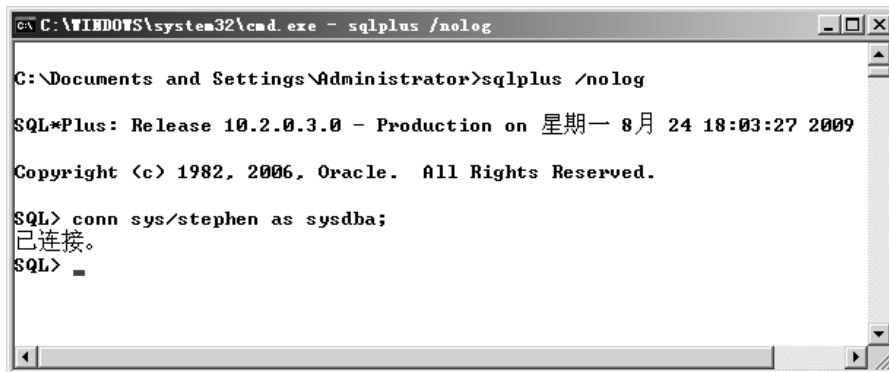 C:\WINDOWS\system32\cmd.exe - sqlplus /nolog
C:\Documents and Settings\Administrator>sqlplus /nolog
SQL*Plus: Release 10.2.0.3.0 - Production on 星期一 8月 24 18:03:27 2009
Copyright (c) 1982, 2006, Oracle.  All Rights Reserved.
SQL> conn sys/stephen as sysdba;
已连接。
SQL> _